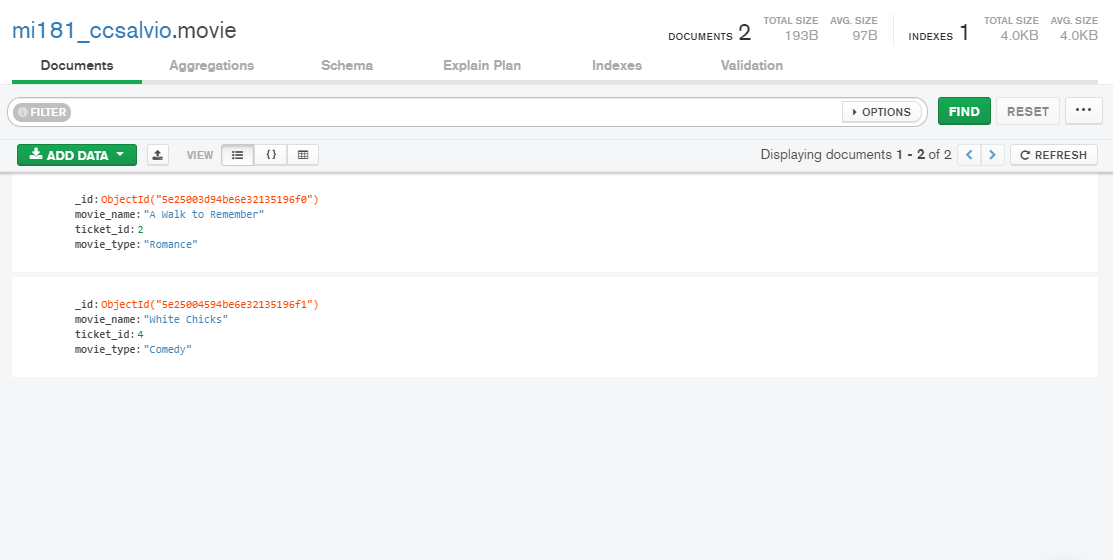 mi181_ccsalvio.movie
DOCUMENTS 2 TOTAL SIZE 193B AVG. SIZE 97B INDEXES 1 TOTAL SIZE 4.0KB AVG. SIZE 4.0KB
Documents Aggregations Schema Explain Plan Indexes Validation
FILTER OPTIONS FIND RESET ...
ADD DATA VIEW {} Displaying documents 1 - 2 of 2 < > REFRESH
_id: ObjectId("5e25003d94be6e32135196f0")
movie_name: "A Walk to Remember"
ticket_id: 2
movie_type: "Romance"
_id: ObjectId("5e25004594be6e32135196f1")
movie_name: "White Chicks"
ticket_id: 4
movie_type: "Comedy"